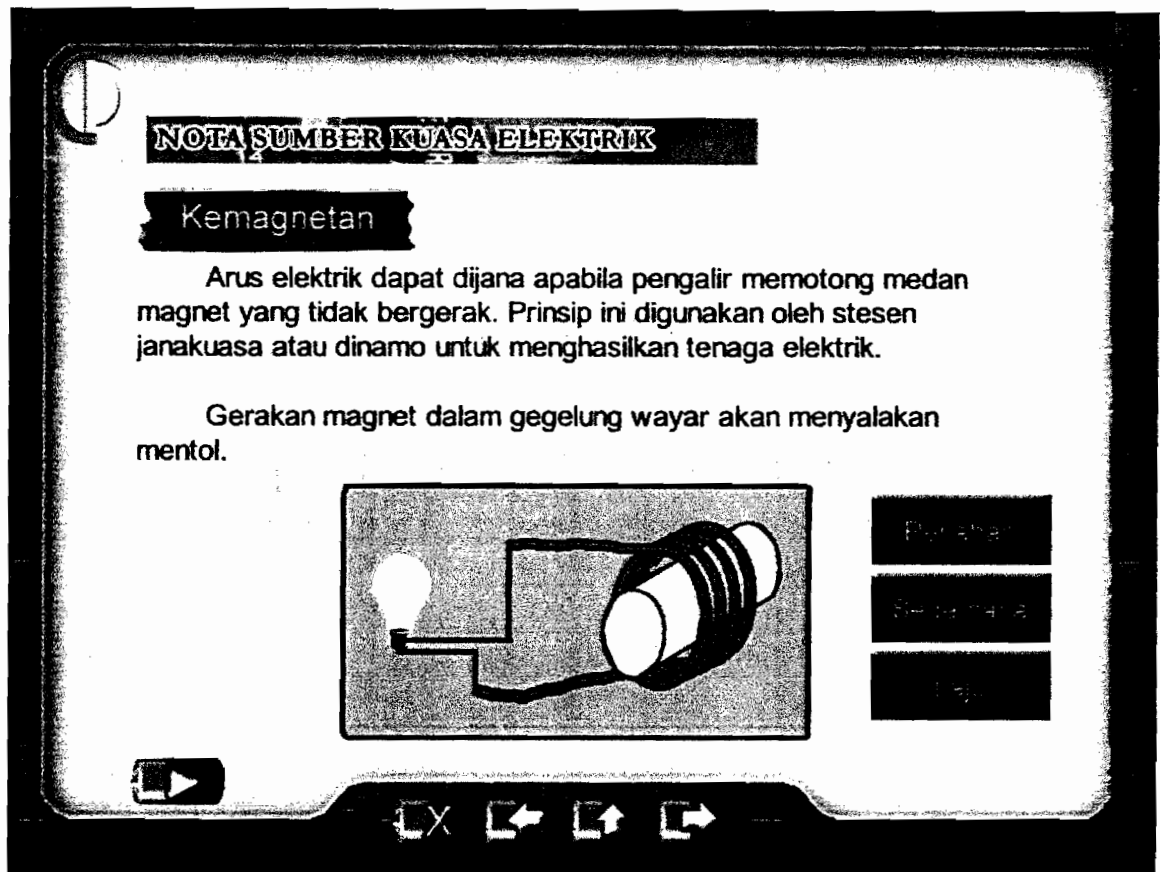 NOTA SUMBER KUASA ELEKTRIK
Kemagnetan
Arus elektrik dapat dijana apabila pengalir memotong medan
magnet yang tidak bergerak. Prinsip ini digunakan oleh stesen
janakuasa atau dinamo untuk menghasilkan tenaga elektrik.
Gerakan magnet dalam gegelung wayar akan menyalakan
mentol.